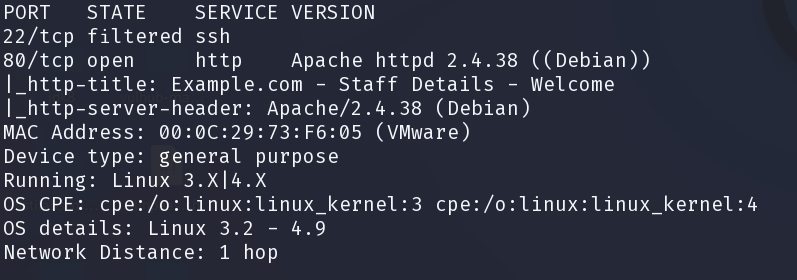 PORT   STATE    SERVICE VERSION
22/tcp filtered ssh
80/tcp open     http    Apache httpd 2.4.38 ((Debian))
|_http-title: Example.com - Staff Details - Welcome
|_http-server-header: Apache/2.4.38 (Debian)
MAC Address: 00:0C:29:73:F6:05 (VMware)
Device type: general purpose
Running: Linux 3.X|4.X
OS CPE: cpe:/o:linux:linux_kernel:3 cpe:/o:linux:linux_kernel:4
OS details: Linux 3.2 - 4.9
Network Distance: 1 hop